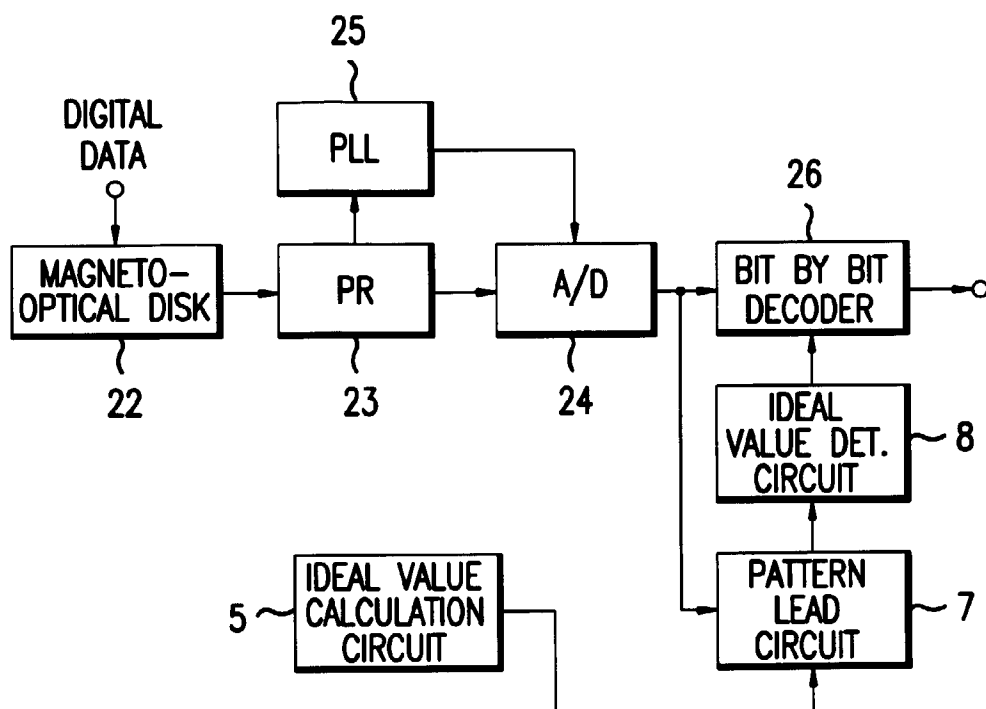 25
DIGITAL
DATA
PLL
26
MAGNETO-
OPTICAL DISK
PR
A/D
BIT BY BIT
DECODER
22
23
24
IDEAL
VALUE DET.
CIRCUIT
8
5
IDEAL VALUE
CALCULATION
CIRCUIT
PATTERN
LEAD
CIRCUIT
7